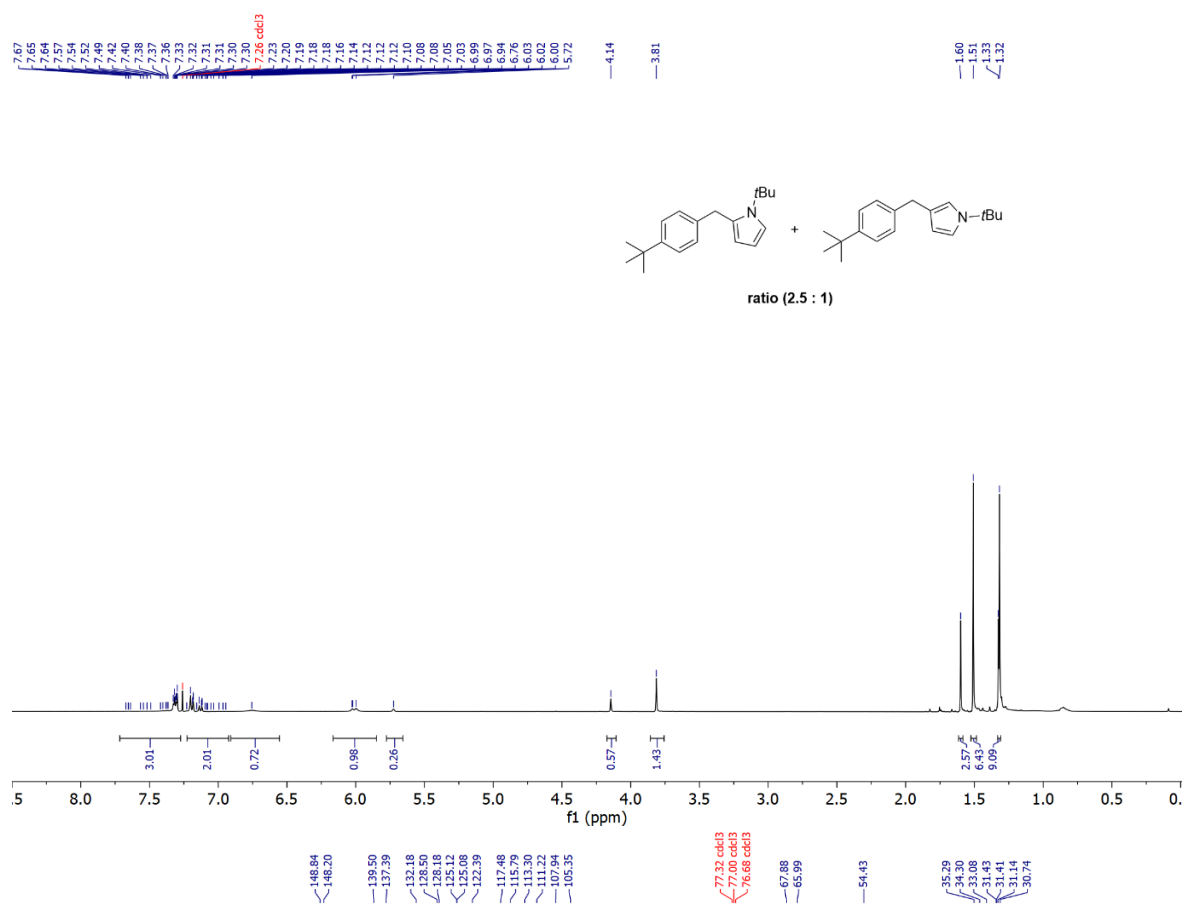 7.67 7.65 7.64 7.57 7.54 7.52 7.49 7.42 7.40 7.38 7.37 7.36 7.33 7.32 7.31 7.31 7.30 7.30 7.26 cdcl3 7.23 7.20 7.19 7.18 7.18 7.16 7.14 7.12 7.12 7.12 7.10 7.08 7.08 7.05 7.03 6.99 6.97 6.94 6.76 6.03 6.02 6.00 5.72 4.14 3.81 1.60 1.51 1.33 1.32
tBu
N
+
N
tBu
ratio (2.5 : 1)
3.01 2.01 0.72 0.98 0.26 0.57 1.43 2.57 6.43 9.09
.5 8.0 7.5 7.0 6.5 6.0 5.5 5.0 4.5 4.0 3.5 3.0 2.5 2.0 1.5 1.0 0.5 0.
f1 (ppm)
148.84 148.20 139.50 137.39 132.18 128.50 128.18 125.12 125.08 122.39 117.48 115.79 113.30 111.22 107.94 105.35 77.32 cdcl3 77.00 cdcl3 76.68 cdcl3 67.88 65.99 54.43 35.29 34.30 33.08 31.43 31.41 31.14 30.74